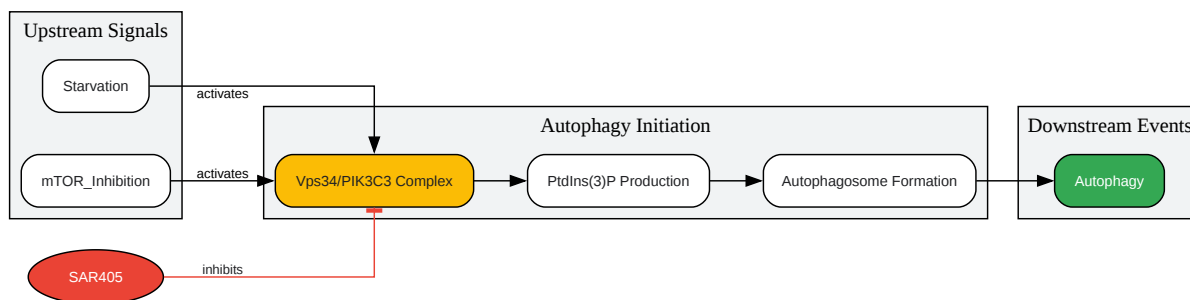 Upstream Signals
Starvation
activates
mTOR_Inhibition
activates
Autophagy Initiation
Vps34/PIK3C3 Complex
PtdIns(3)P Production
Autophagosome Formation
Downstream Events
Autophagy
SAR405
inhibits